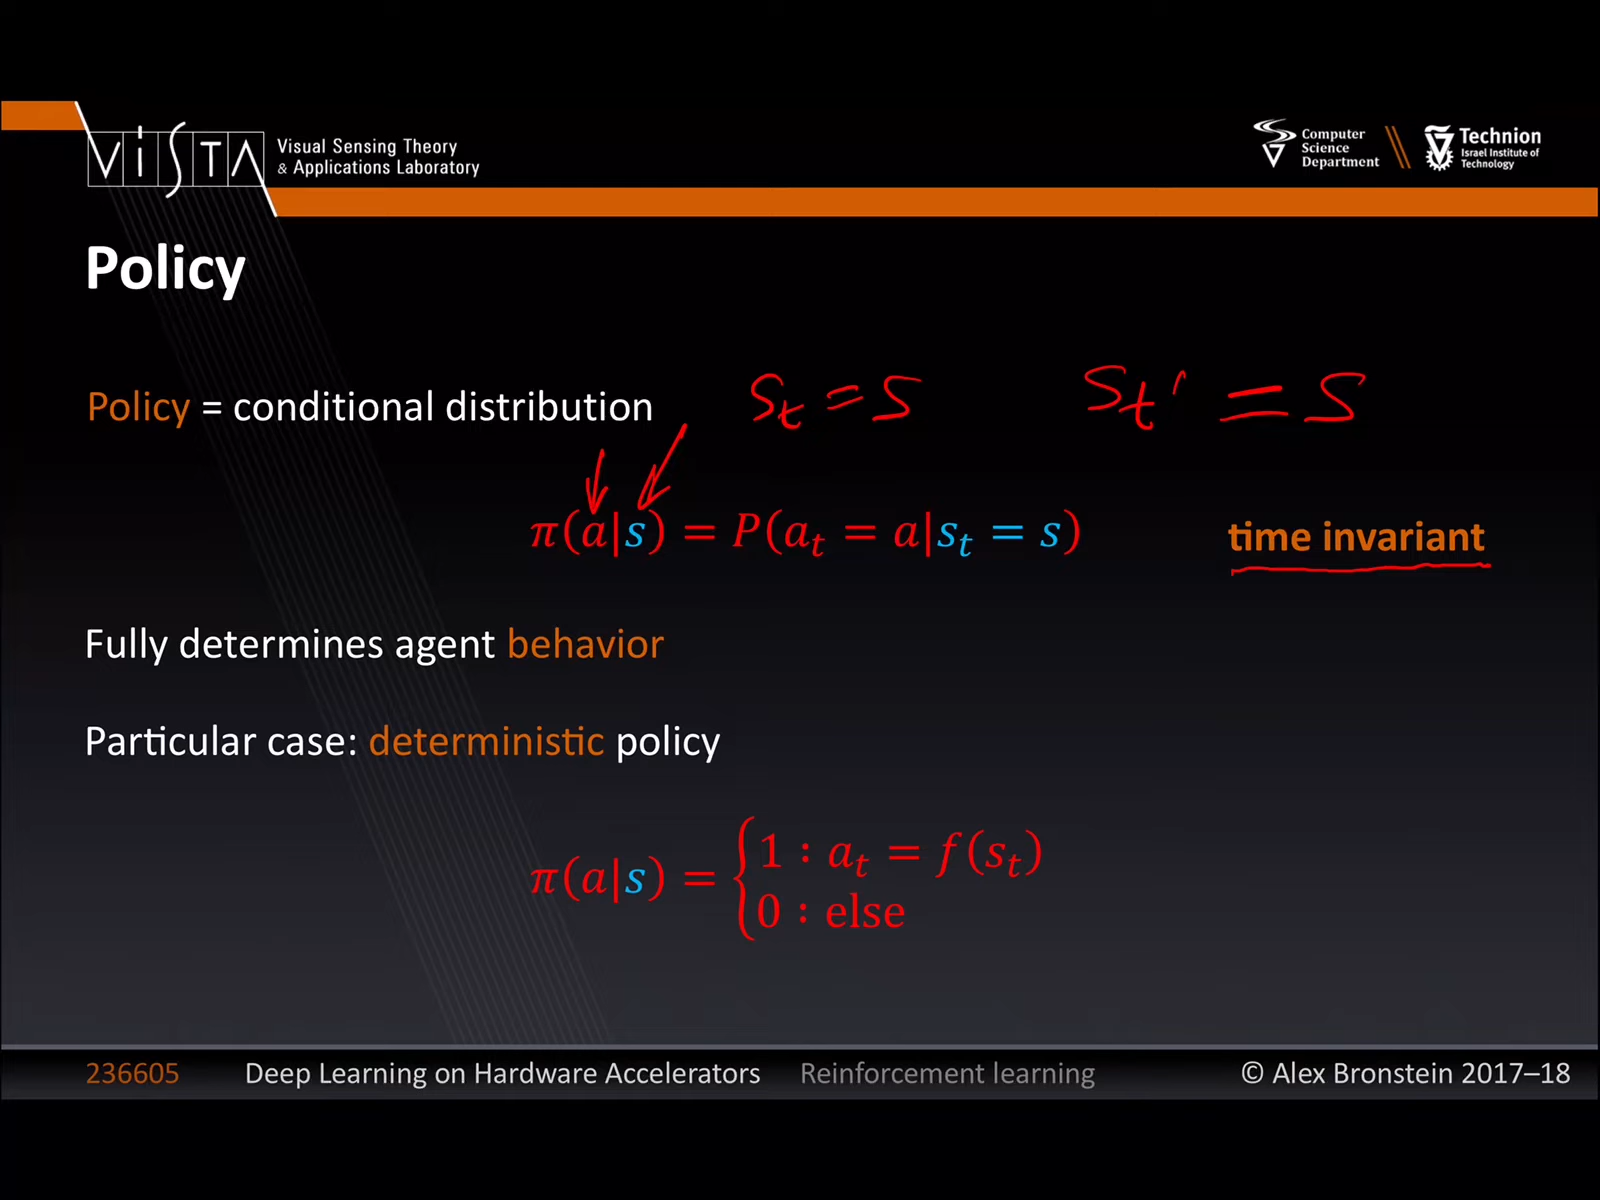 ViSTA
Visual Sensing Theory
& Applications Laboratory
Computer
Science
Department
Technion
Israel Institute of
Technology
Policy
Policy = conditional distribution
S_t = S
S_t' = S
π(a|s) = P(a_t = a|s_t = s)
time invariant
Fully determines agent behavior
Particular case: deterministic policy
π(a|s) = { 1 : a_t = f(s_t)
0 : else
236605 Deep Learning on Hardware Accelerators Reinforcement learning © Alex Bronstein 2017–18